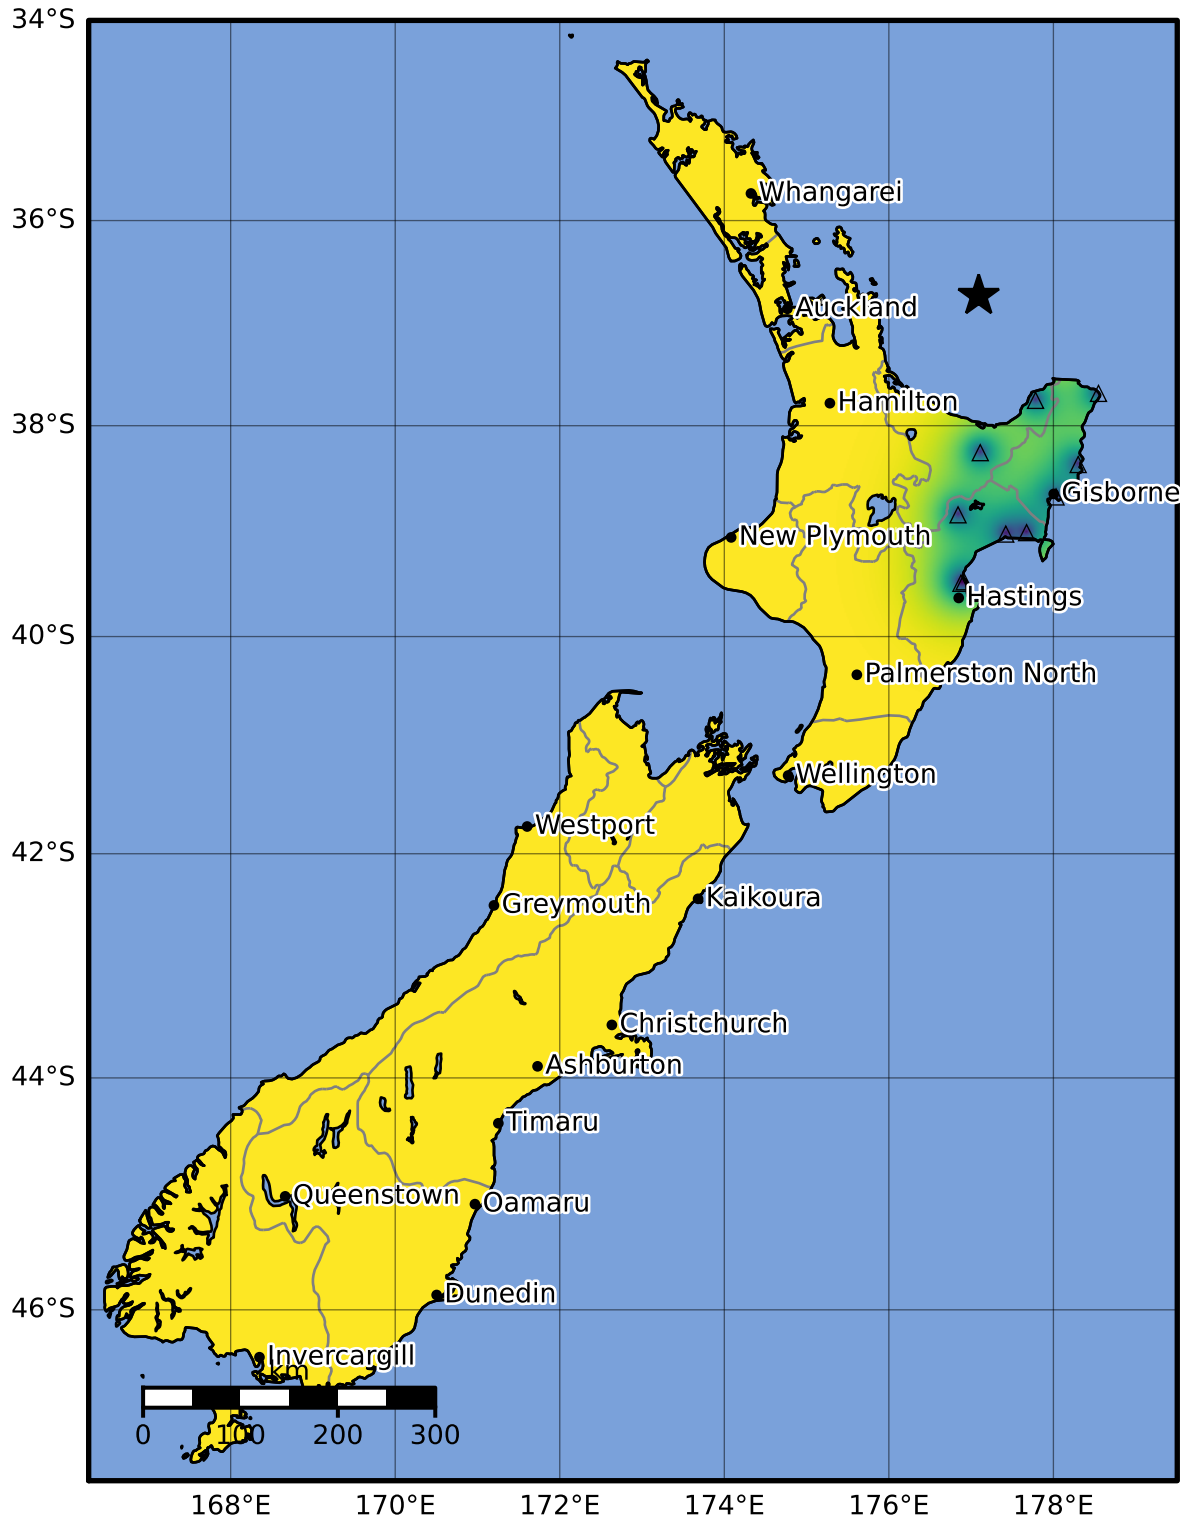 34°S
Whangarei
36°S
Auckland
Hamilton
38°S
Gisborne
New Plymouth
Hastings
40°S
Palmerston North
Wellington
Westport
42°S
Kaikoura
Greymouth
Christchurch
Ashburton
44°S
Timaru
Queenstown
Oamaru
Dunedin
46°S
Invercargill
km
0 100 200 300
168°E 170°E 172°E 174°E 176°E 178°E